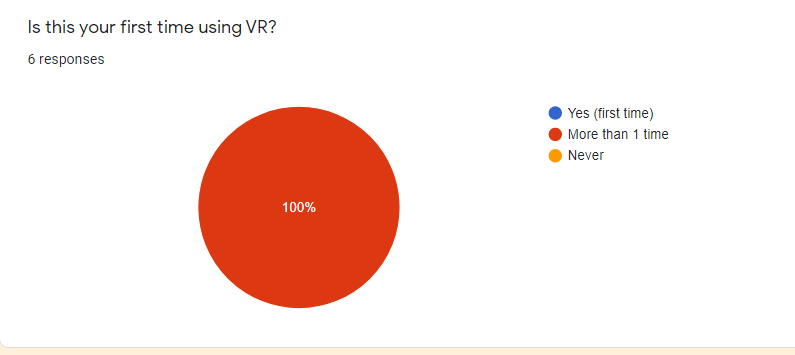 Is this your first time using VR?
6 responses
Yes (first time)
More than 1 time
Never
100%